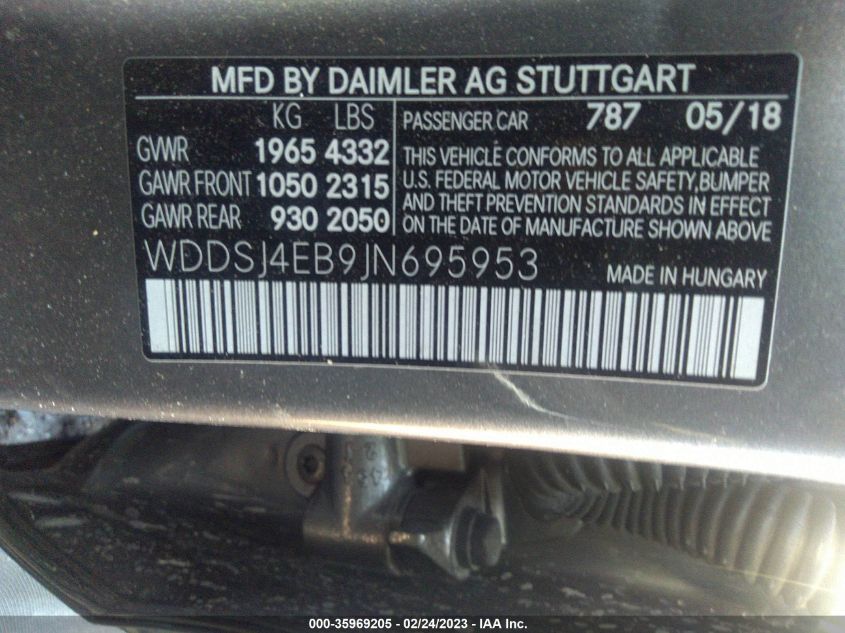 MFD BY DAIMLER AG STUTTGART
KG LBS
GVWR 1965 4332
GAWR FRONT 1050 2315
GAWR REAR 930 2050
PASSENGER CAR 787 05/18
THIS VEHICLE CONFORMS TO ALL APPLICABLE
U.S. FEDERAL MOTOR VEHICLE SAFETY,BUMPER
AND THEFT PREVENTION STANDARDS IN EFFECT
ON THE DATE OF MANUFACTURE SHOWN ABOVE
WDDSJ4EB9JN695953
MADE IN HUNGARY
000-35969205 - 02/24/2023 - IAA Inc.